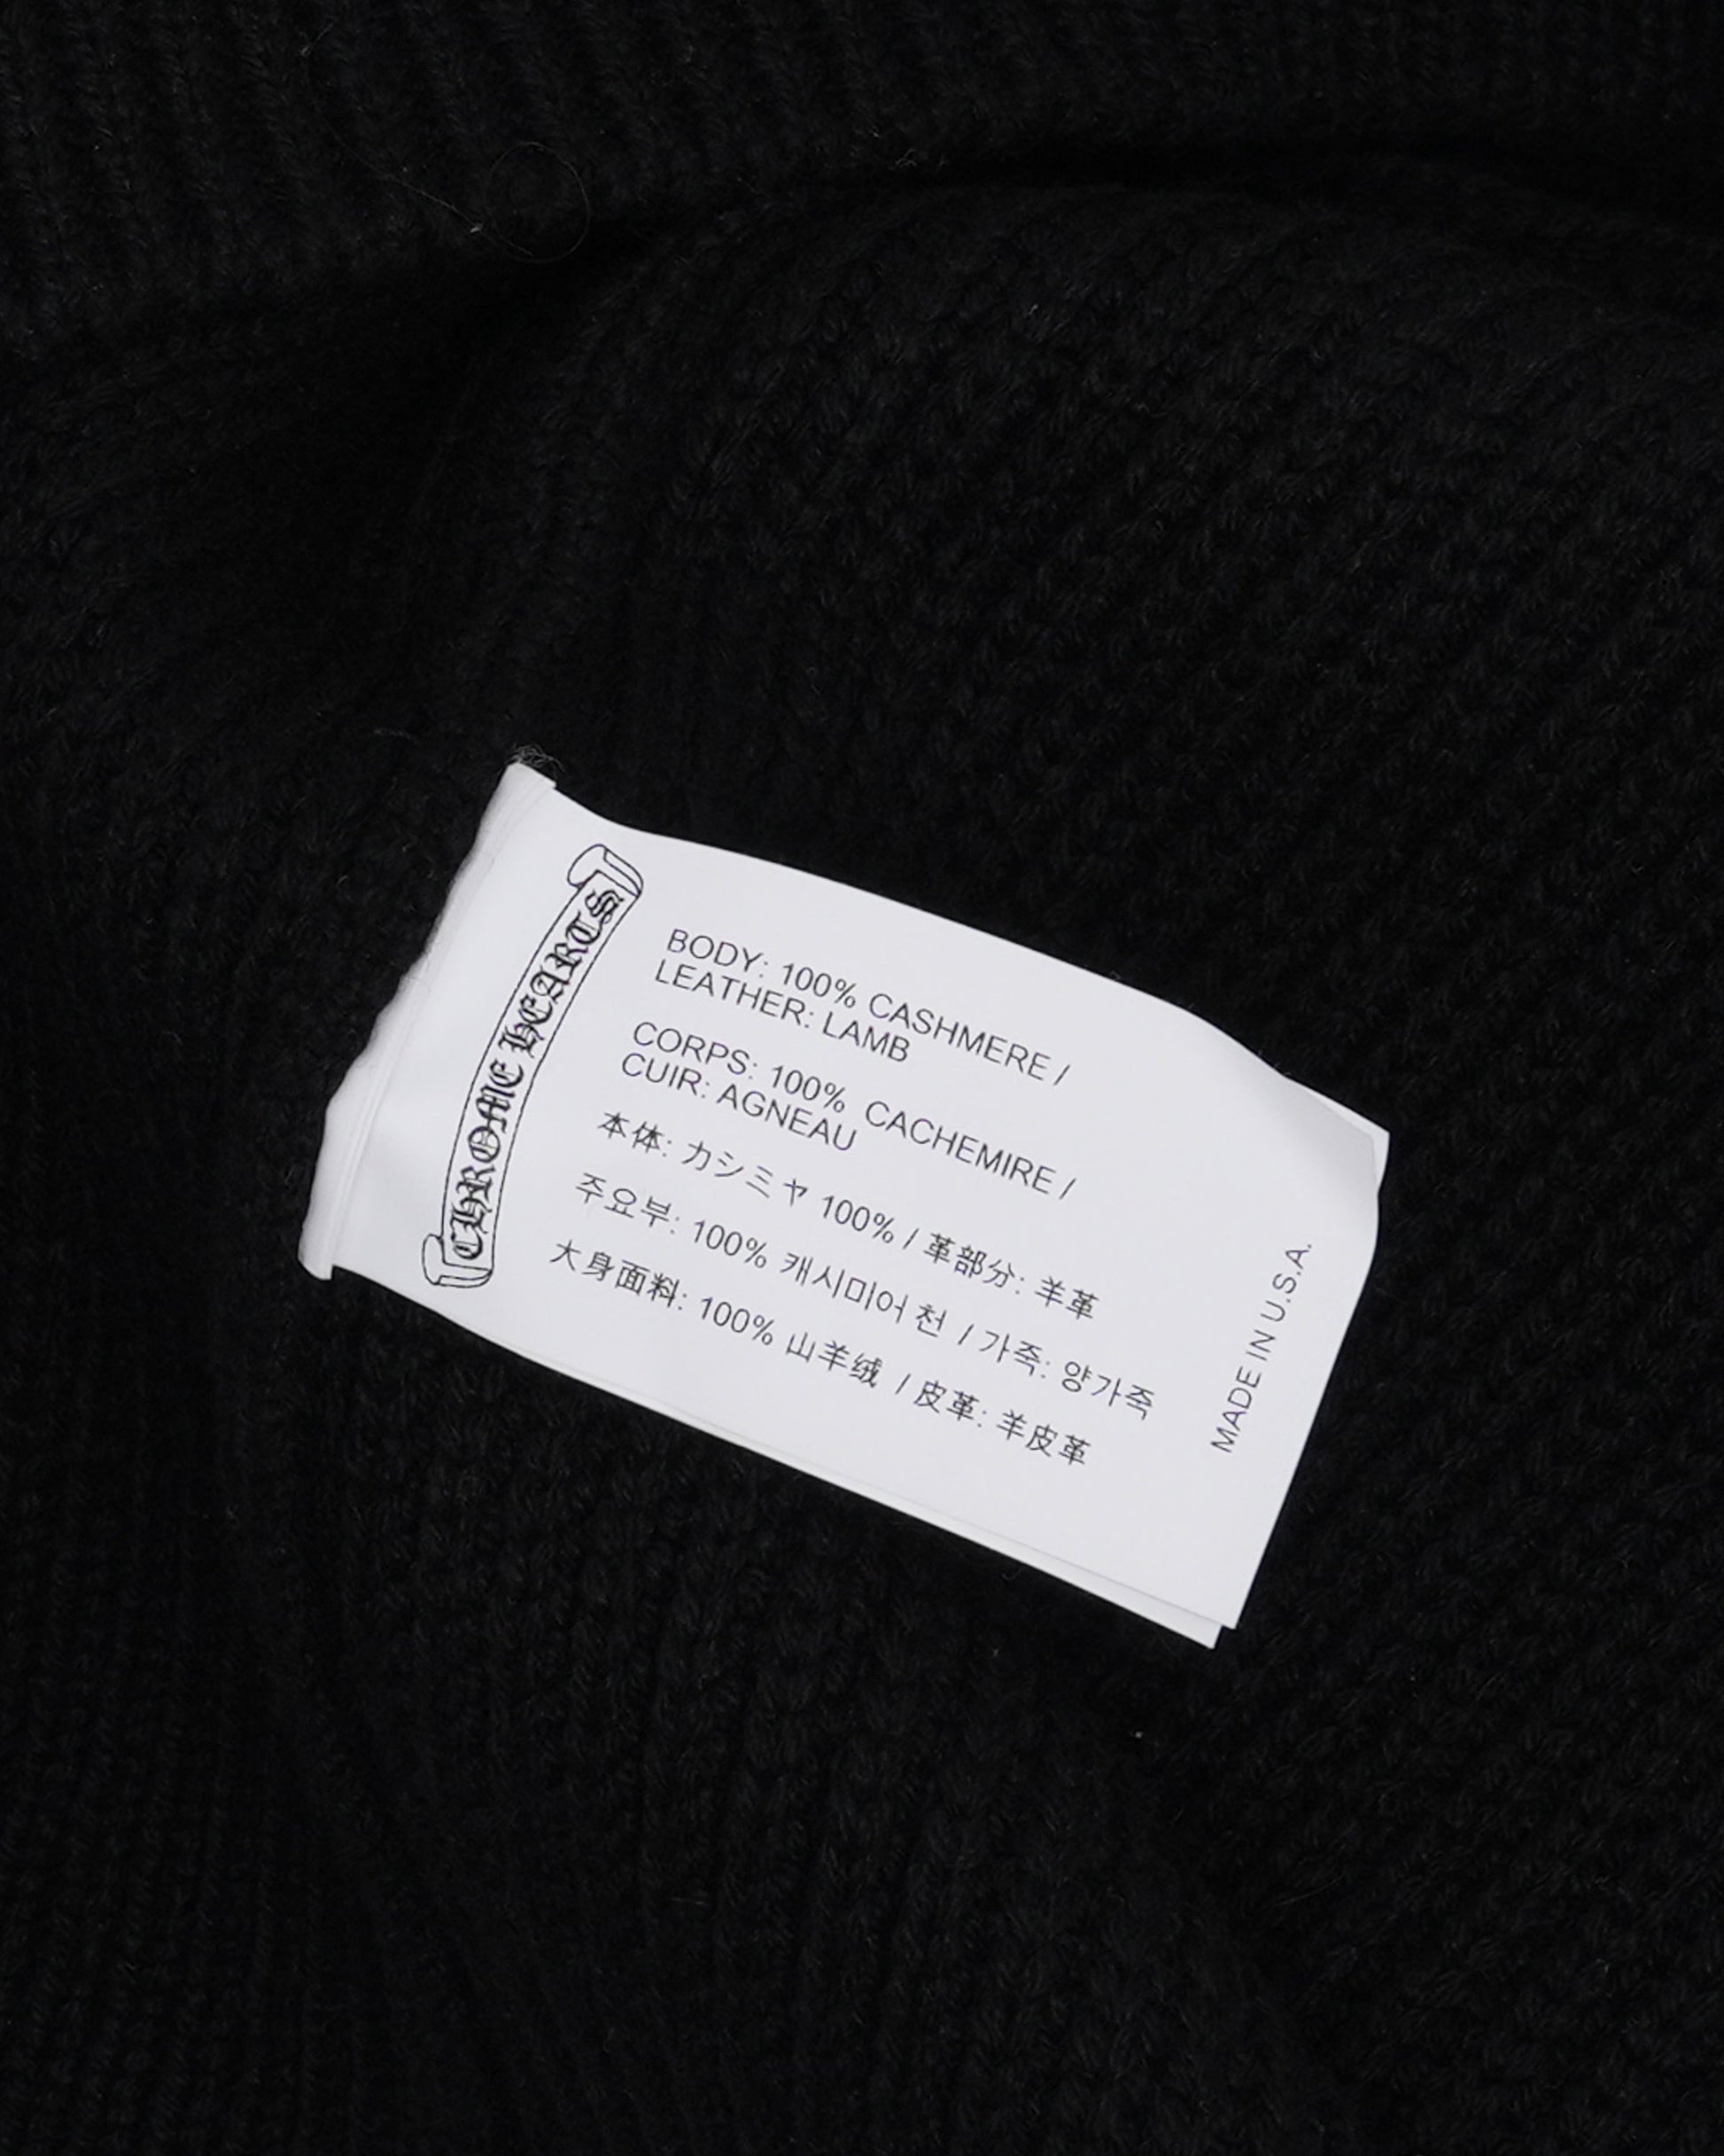 CHROME HEARTS
BODY: 100% CASHMERE /
LEATHER: LAMB
CORPS: 100% CACHEMIRE /
CUIR: AGNEAU
本体: カシミヤ 100% / 革部分: 羊革
주요부: 100% 캐시미어 천 / 가죽: 양가죽
大身面料: 100% 山羊绒 / 皮革: 羊皮革
MADE IN U.S.A.